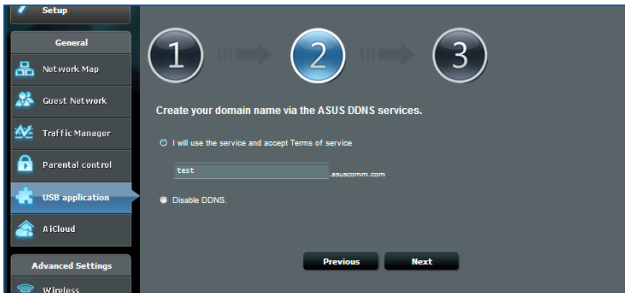 Setup
General
Network Map
Guest Network
Traffic Manager
Parental control
USB application
AiCloud
Advanced Settings
Wireless
1
2
3
Create your domain name via the ASUS DDNS services.
I will use the service and accept Terms of service
test .asuscomm.com
Disable DDNS.
Previous Next